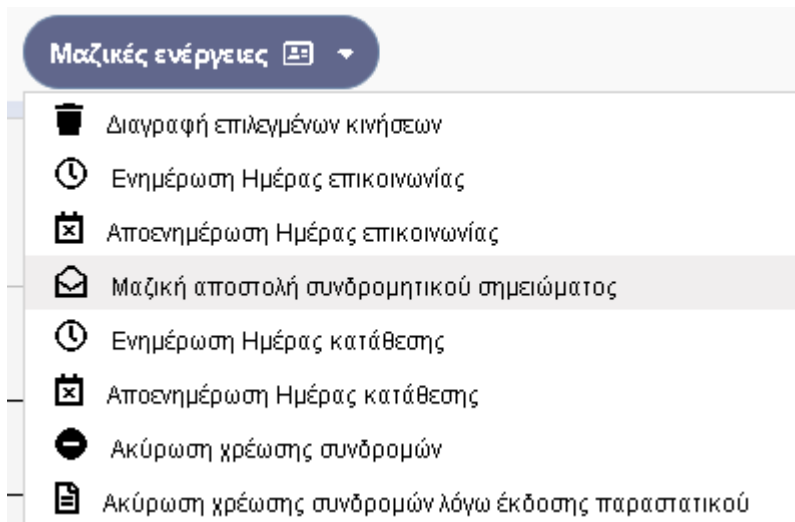 Μαζικές ενέργειες
Διαγραφή επιλεγμένων κινήσεων
Ενημέρωση Ημέρας επικοινωνίας
Αποενημέρωση Ημέρας επικοινωνίας
Μαζική αποστολή συνδρομητικού σημειώματος
Ενημέρωση Ημέρας κατάθεσης
Αποενημέρωση Ημέρας κατάθεσης
Ακύρωση χρέωσης συνδρομών
Ακύρωση χρέωσης συνδρομών λόγω έκδοσης παραστατικού